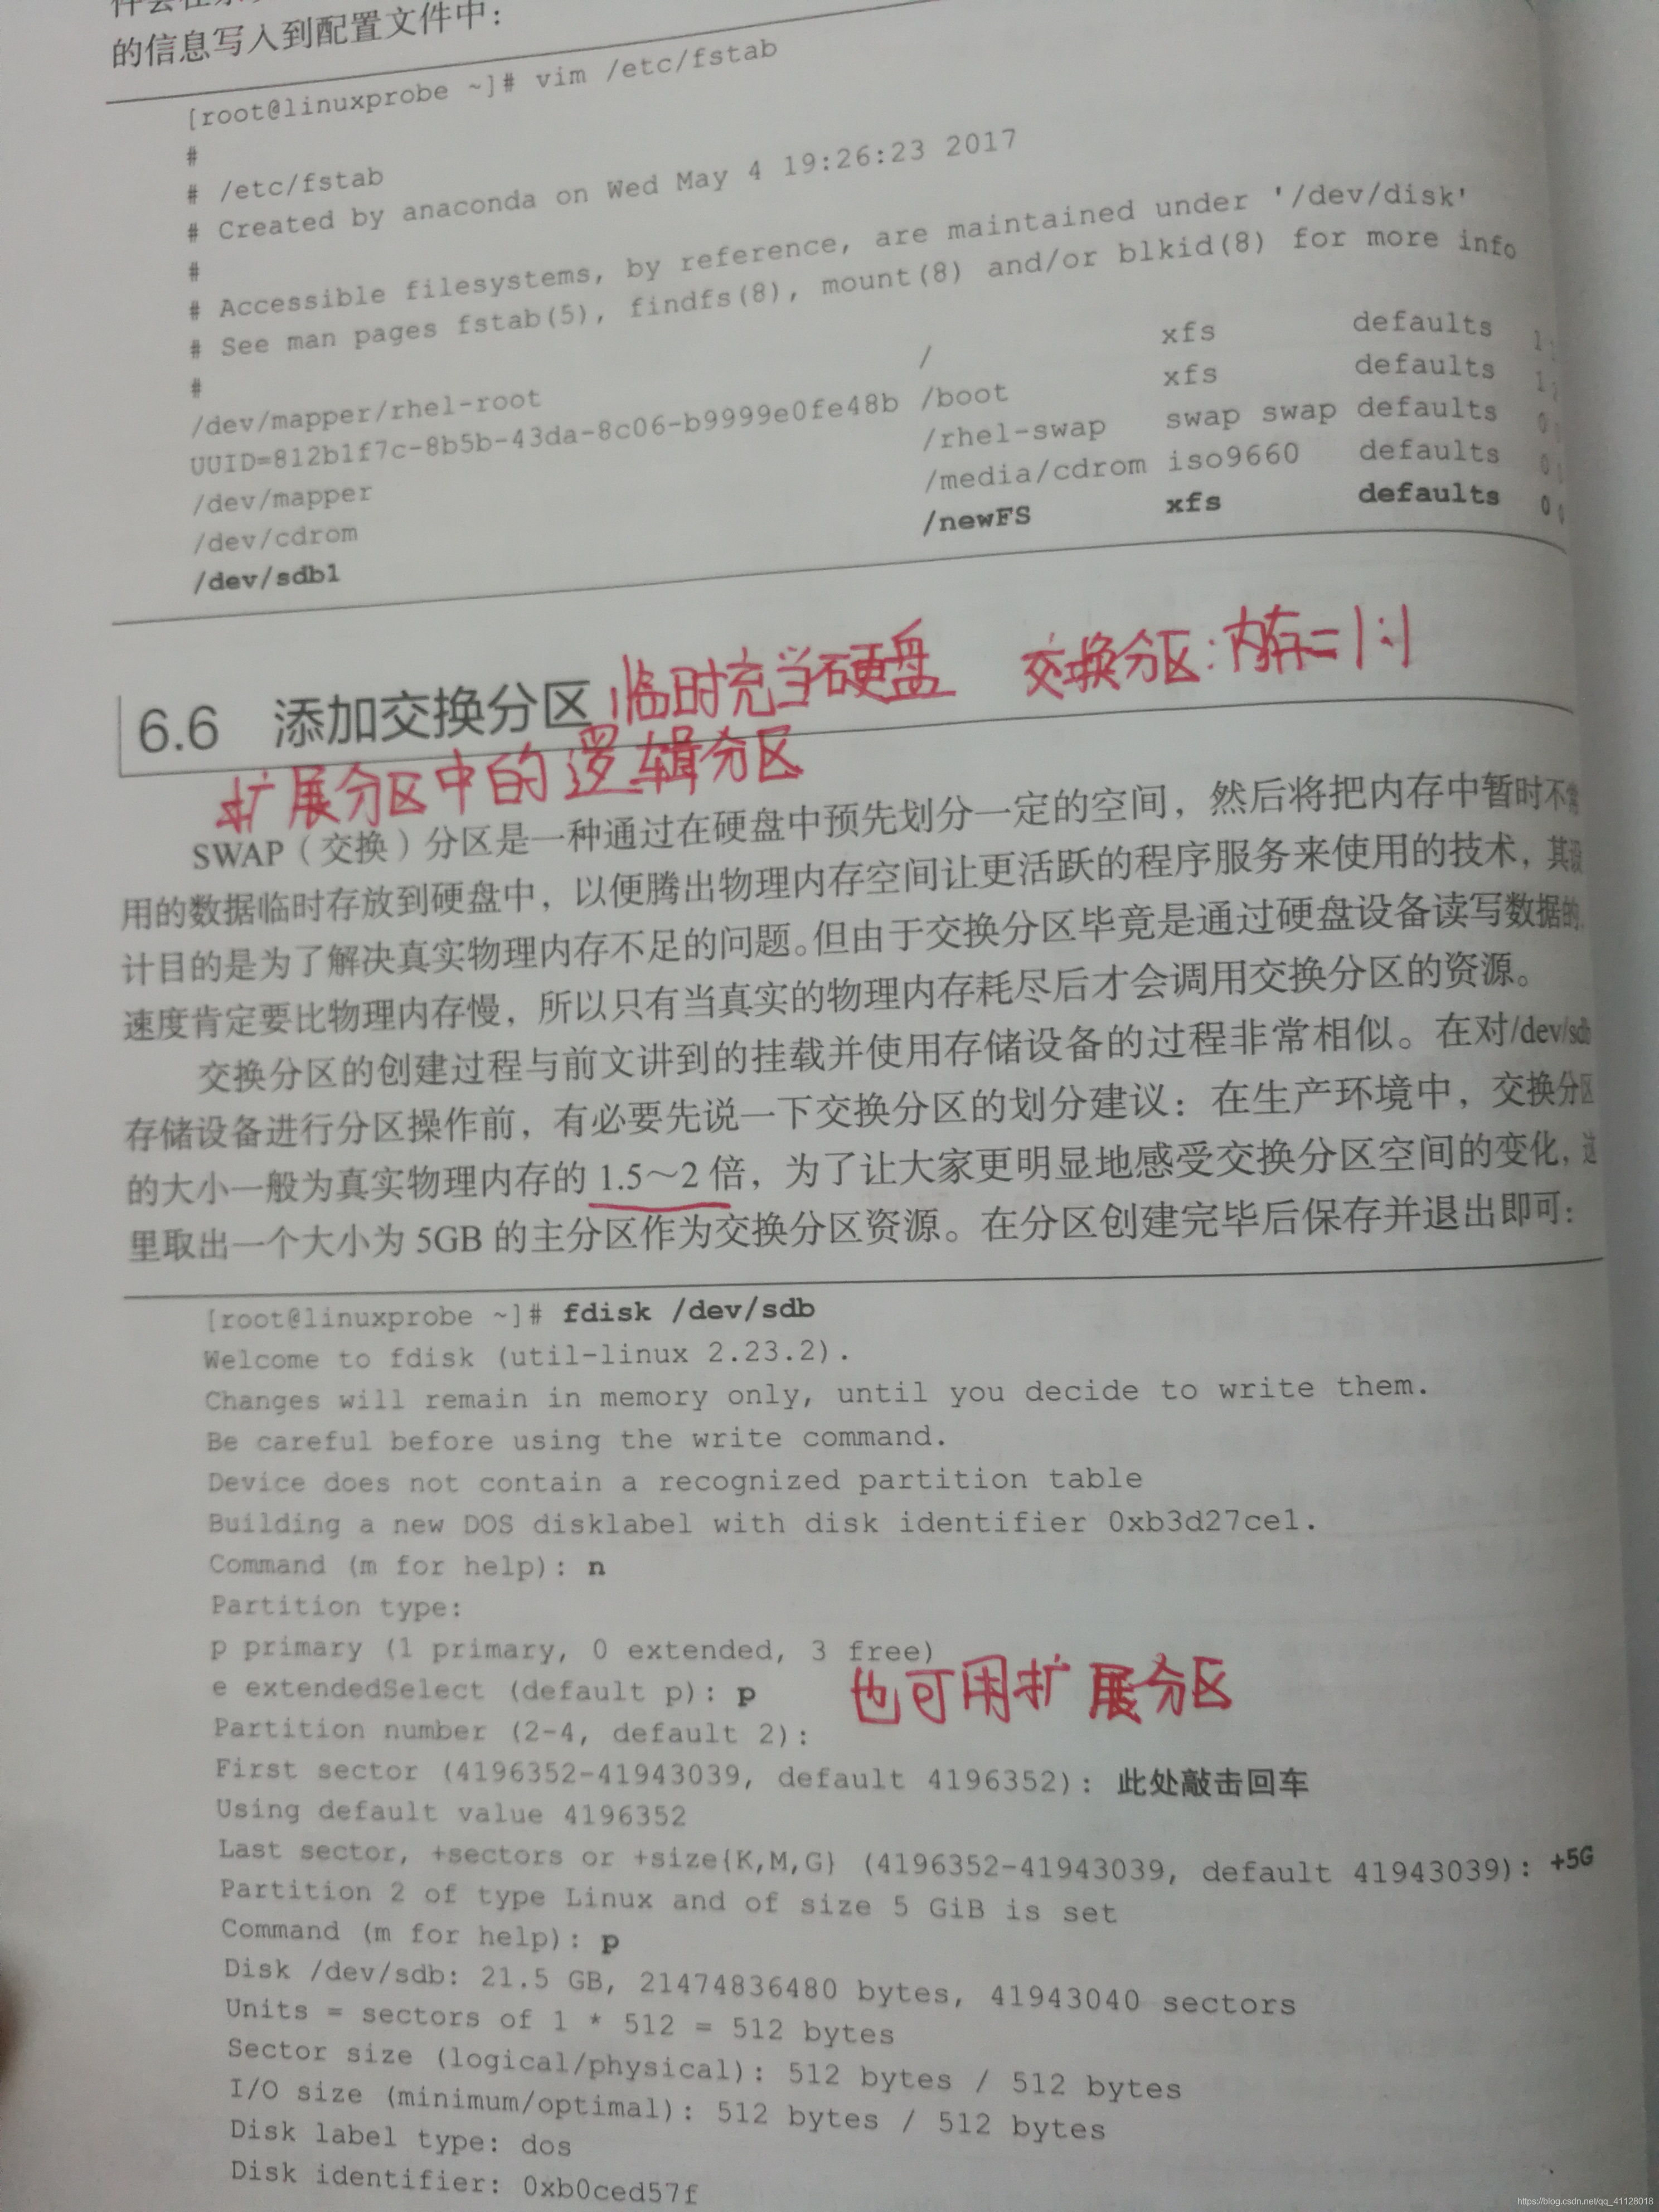 的信息写入到配置文件中：
[root@linuxprobe ~]# vim /etc/fstab
#
# /etc/fstab
# Created by anaconda on Wed May 4 19:26:23 2017
#
# Accessible filesystems, by reference, are maintained under '/dev/disk'
# See man pages fstab(5), findfs(8), mount(8) and/or blkid(8) for more info
#
/dev/mapper/rhel-root / xfs defaults 1
UUID=812b1f7c-8b5b-43da-8c06-b9999e0fe48b /boot xfs defaults 1
/dev/mapper /rhel-swap swap swap defaults 0
/dev/cdrom /media/cdrom iso9660 defaults 0
/dev/sdb1 /newFS xfs defaults 0 0
临时充当硬盘 交换分区：内存=1:1
6.6 添加交换分区
扩展分区中的逻辑分区
SWAP（交换）分区是一种通过在硬盘中预先划分一定的空间，然后将把内存中暂时不常
用的数据临时存放到硬盘中，以便腾出物理内存空间让更活跃的程序服务来使用的技术，其设
计目的是为了解决真实物理内存不足的问题。但由于交换分区毕竟是通过硬盘设备读写数据的，
速度肯定要比物理内存慢，所以只有当真实的物理内存耗尽后才会调用交换分区的资源。
交换分区的创建过程与前文讲到的挂载并使用存储设备的过程非常相似。在对/dev/sdb
存储设备进行分区操作前，有必要先说一下交换分区的划分建议：在生产环境中，交换分区
的大小一般为真实物理内存的 1.5～2 倍，为了让大家更明显地感受交换分区空间的变化，这
里取出一个大小为 5GB 的主分区作为交换分区资源。在分区创建完毕后保存并退出即可：
[root@linuxprobe ~]# fdisk /dev/sdb
Welcome to fdisk (util-linux 2.23.2).
Changes will remain in memory only, until you decide to write them.
Be careful before using the write command.
Device does not contain a recognized partition table
Building a new DOS disklabel with disk identifier 0xb3d27ce1.
Command (m for help): n
Partition type:
p primary (1 primary, 0 extended, 3 free)
e extendedSelect (default p): p 也可用扩展分区
Partition number (2-4, default 2):
First sector (4196352-41943039, default 4196352): 此处敲击回车
Using default value 4196352
Last sector, +sectors or +size{K,M,G} (4196352-41943039, default 41943039): +5G
Partition 2 of type Linux and of size 5 GiB is set
Command (m for help): p
Disk /dev/sdb: 21.5 GB, 21474836480 bytes, 41943040 sectors
Units = sectors of 1 * 512 = 512 bytes
Sector size (logical/physical): 512 bytes / 512 bytes
I/O size (minimum/optimal): 512 bytes / 512 bytes
Disk label type: dos
Disk identifier: 0xb0ced57f
https://blog.csdn.net/qq_41128018